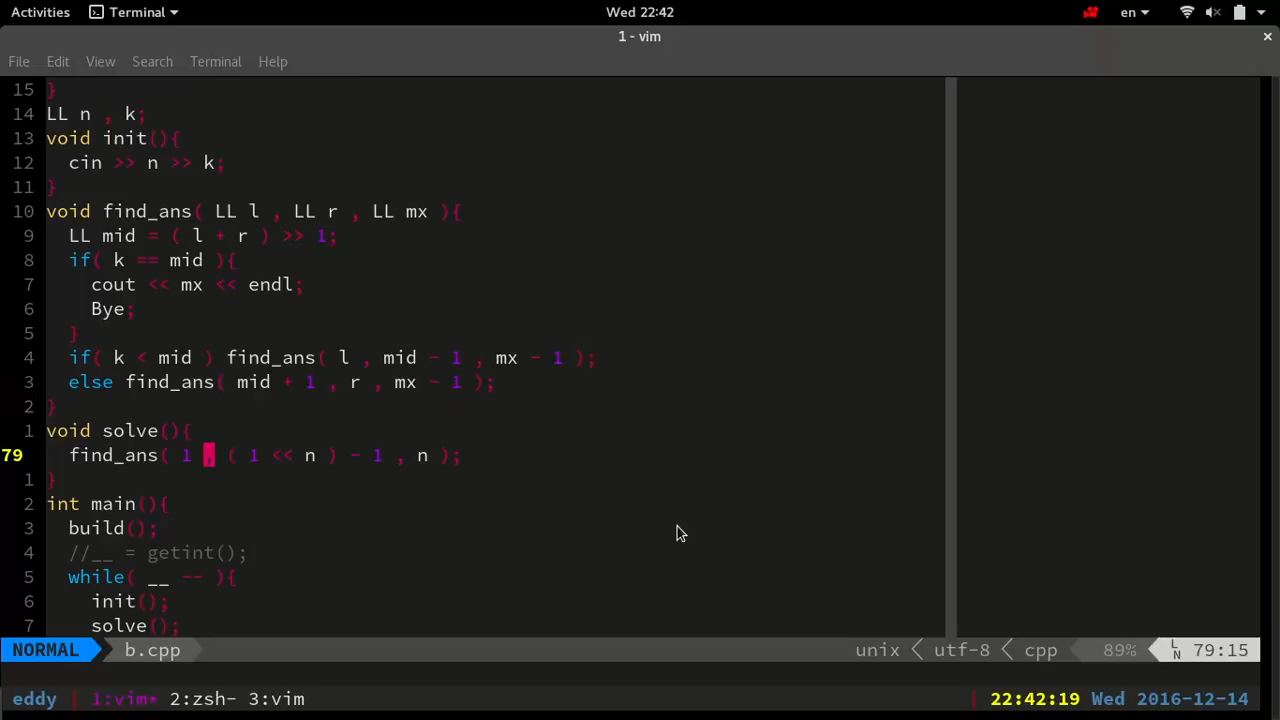 Activities Terminal Wed 22:42 en
1 - vim
File Edit View Search Terminal Help
15 }
14 LL n , k;
13 void init(){
12   cin >> n >> k;
11 }
10 void find_ans( LL l , LL r , LL mx ){
9   LL mid = ( l + r ) >> 1;
8   if( k == mid ){
7     cout << mx << endl;
6     Bye;
5   }
4   if( k < mid ) find_ans( l , mid - 1 , mx - 1 );
3   else find_ans( mid + 1 , r , mx - 1 );
2 }
1 void solve(){
79   find_ans( 1 , ( 1 << n ) - 1 , n );
1 }
2 int main(){
3   build();
4   //__ = getint();
5   while( __ -- ){
6     init();
7     solve();
NORMAL b.cpp unix utf-8 cpp 89% LN 79:15
eddy 1:vim* 2:zsh- 3:vim 22:42:19 Wed 2016-12-14